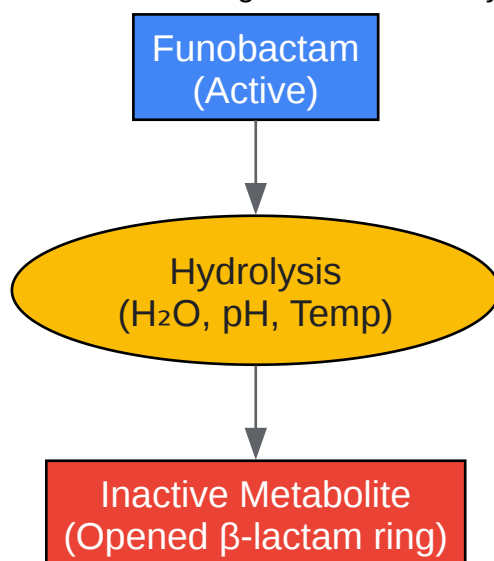 Funobactam
(Active)
Hydrolysis
(H₂O, pH, Temp)
Inactive Metabolite
(Opened β-lactam ring)